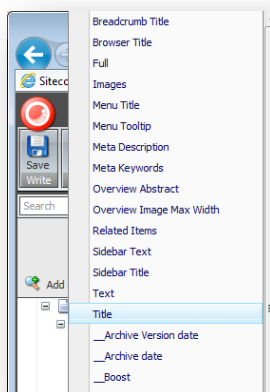 Breadcrumb Title
Browser Title
Full
Images
Menu Title
Menu Tooltip
Meta Description
Meta Keywords
Overview Abstract
Overview Image Max Width
Related Items
Sidebar Text
Sidebar Title
Text
Title
__Archive Version date
__Archive date
__Boost
Siteco
Save
Write
Search
Add